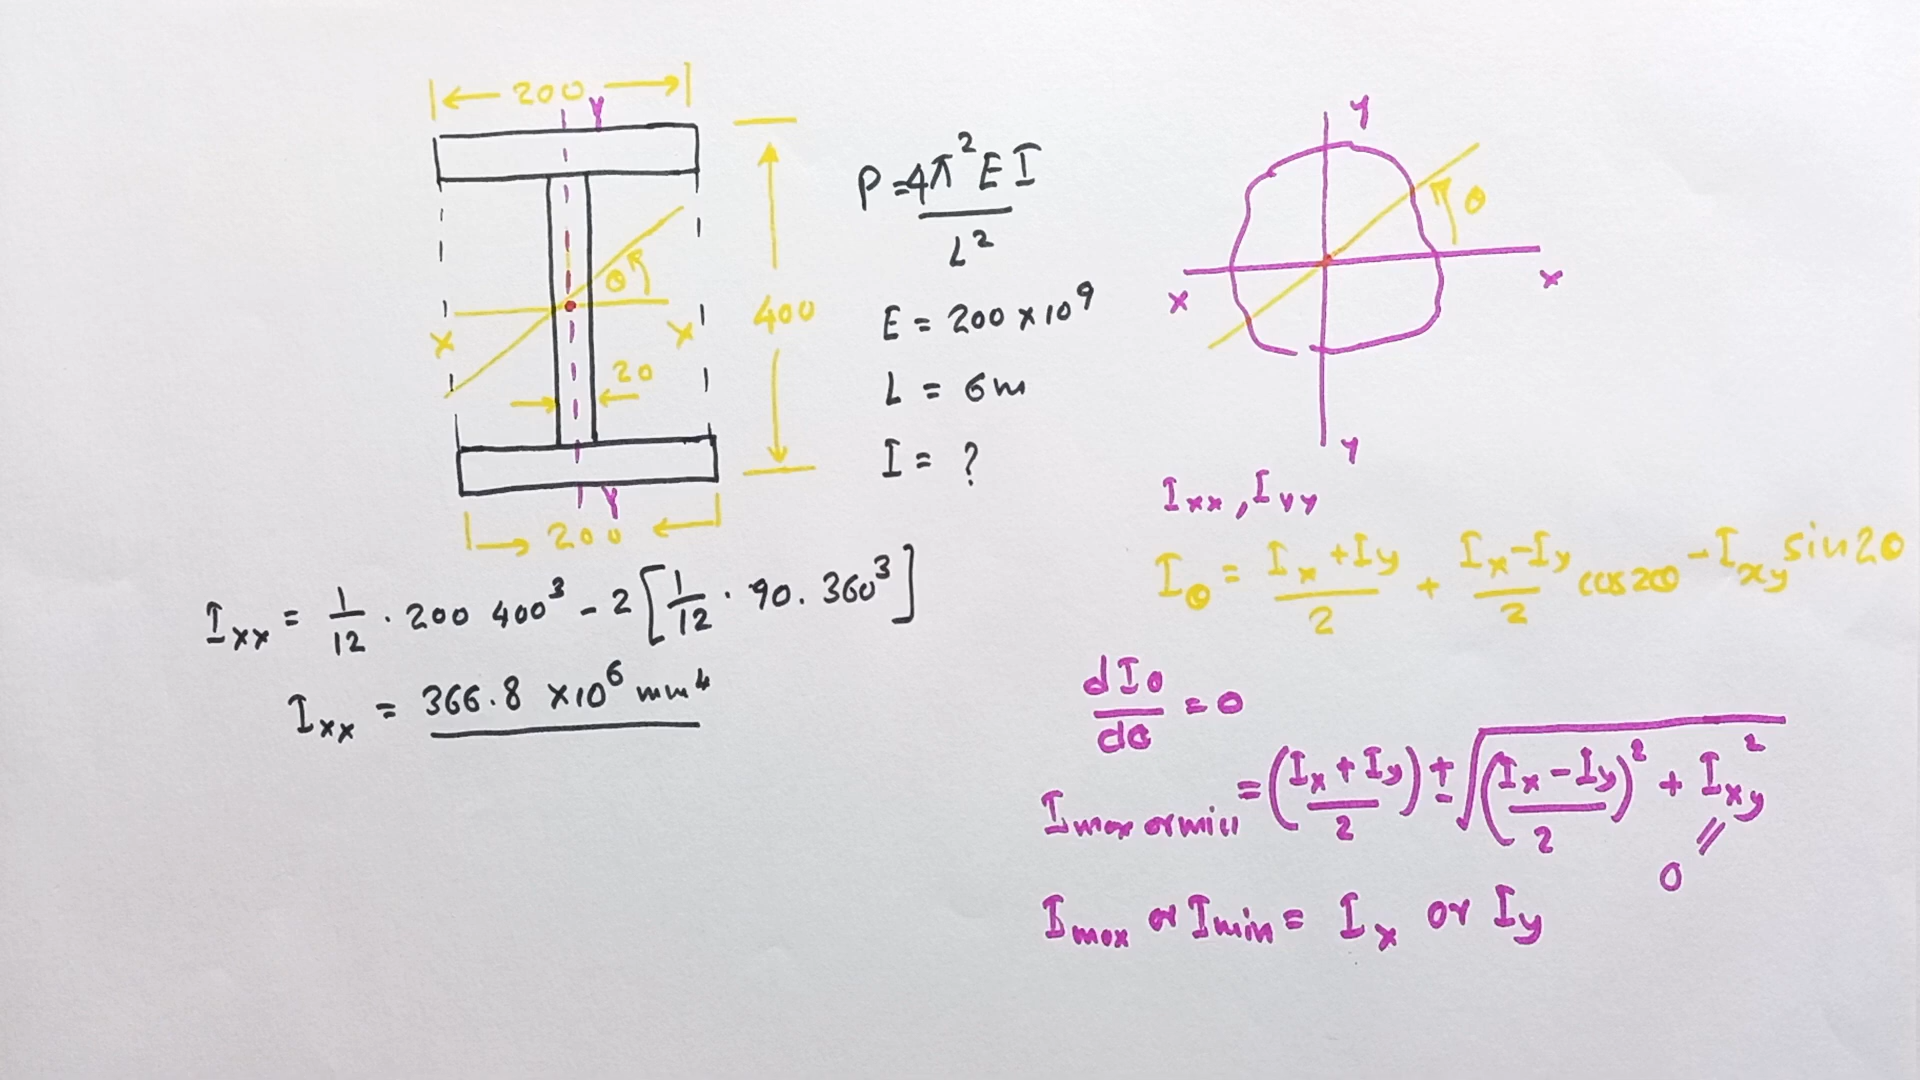 200
Y
400
θ
X
X
20
Y
200
P = 4π²EI / L²
E = 200 × 10⁹
L = 6m
I = ?
Ixx = 1/12 . 200 400³ - 2 [1/12 . 90. 360³]
Ixx = 366.8 ×10⁶ mm⁴
Y
θ
X
X
Y
Ixx , Iyy
Iθ = Ix + Iy / 2 + Ix - Iy / 2 cos2θ - Ixy sin2θ
dIθ / dθ = 0
Imax or min = (Ix + Iy / 2) ± √(Ix - Iy / 2)² + Ixy²
0
Imax or Imin = Ix or Iy